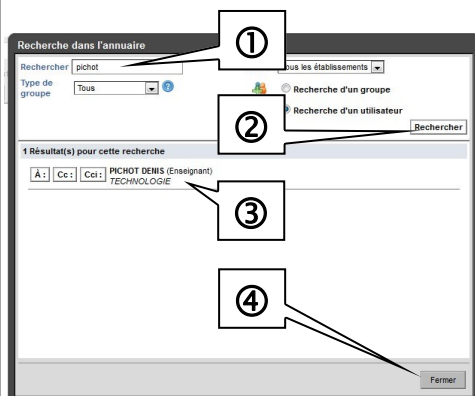 Recherche dans l'annuaire
①
Rechercher pichot
ous les établissements
Type de groupe Tous ?
Recherche d'un groupe
Recherche d'un utilisateur
②
Rechercher
1 Résultat(s) pour cette recherche
À : Cc : Cci : PICHOT DENIS (Enseignant)
TECHNOLOGIE
③
④
Fermer